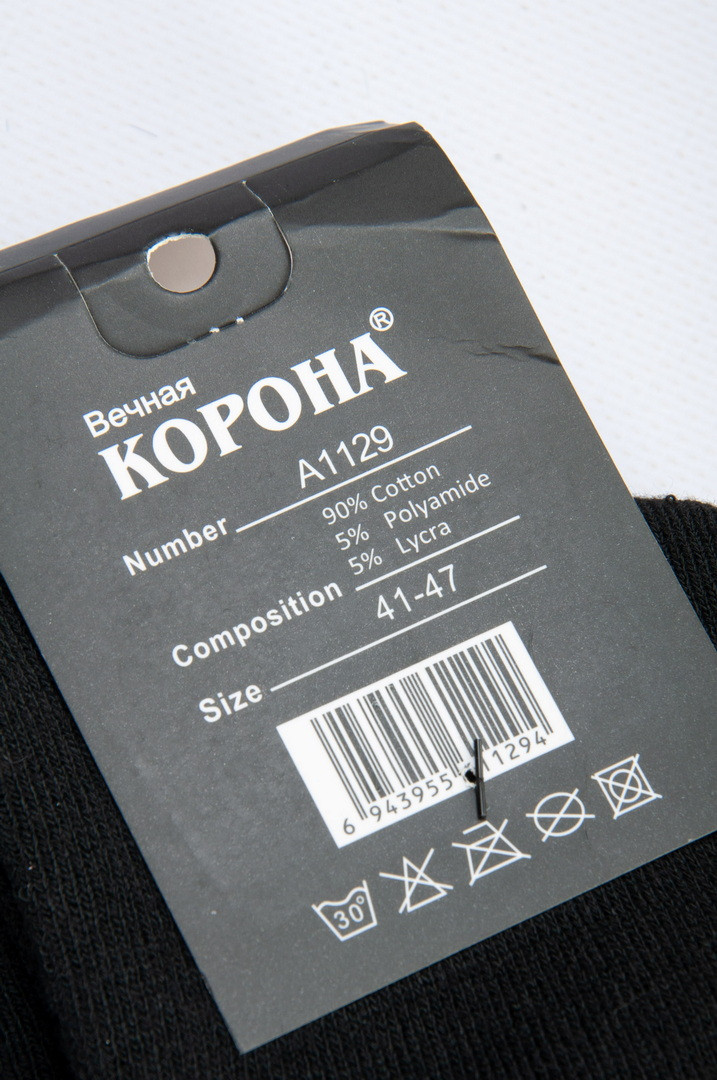 Вечная
КОРОНА®
Number A1129
90% Cotton
5% Polyamide
5% Lycra
Composition
Size 41-47
30°